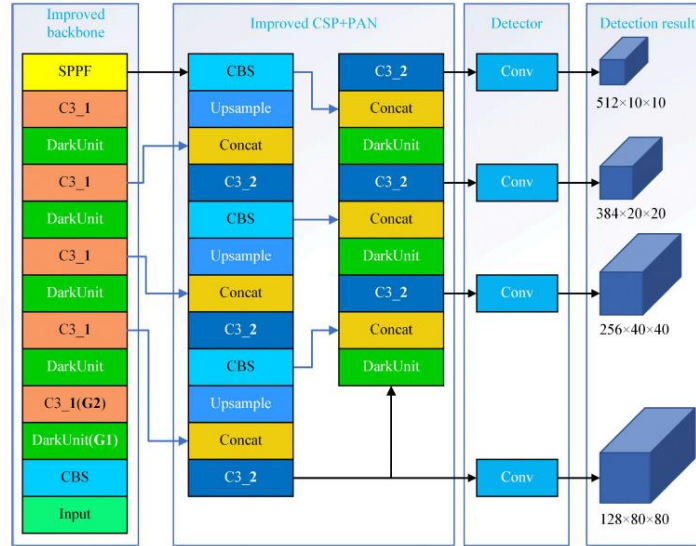 Improved
backbone
SPPF
C3_1
DarkUnit
C3_1
DarkUnit
C3_1
DarkUnit
C3_1
DarkUnit
C3_1(G2)
DarkUnit(G1)
CBS
Input
Improved CSP+PAN
CBS
Upsample
Concat
C3_2
CBS
Upsample
Concat
C3_2
CBS
Upsample
Concat
C3_2
C3_2
Concat
DarkUnit
C3_2
Concat
DarkUnit
C3_2
Concat
DarkUnit
Detector
Conv
Conv
Conv
Conv
Detection result
512×10×10
384×20×20
256×40×40
128×80×80